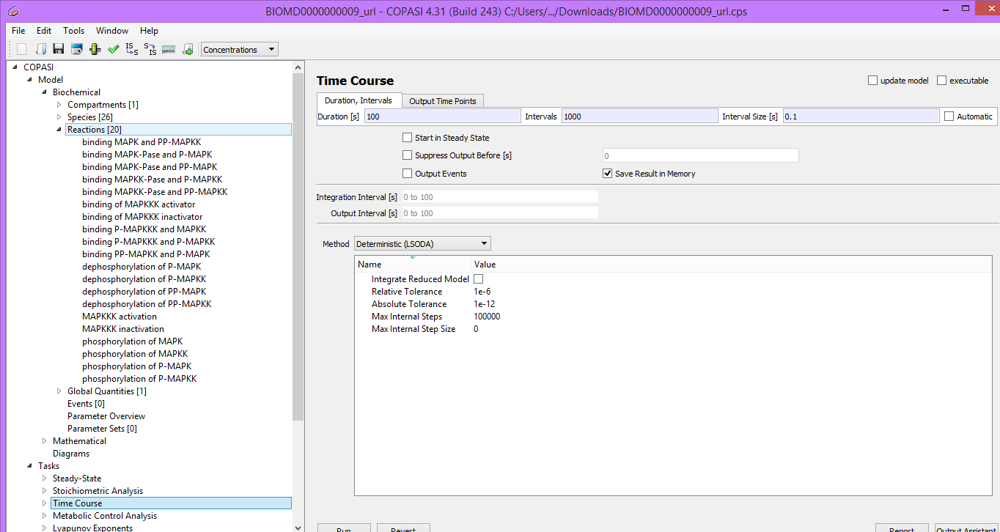 BIOMD0000000009_url - COPASI 4.31 (Build 243) C:/Users/.../Downloads/BIOMD0000000009_url.cps
File Edit Tools Window Help
Concentrations
COPASI
Model
Biochemical
Compartments [1]
Species [26]
Reactions [20]
binding MAPK and PP-MAPKK
binding MAPK-Pase and P-MAPK
binding MAPK-Pase and PP-MAPK
binding MAPKK-Pase and P-MAPKK
binding MAPKK-Pase and PP-MAPKK
binding of MAPKKK activator
binding of MAPKKK inactivator
binding P-MAPKKK and MAPKK
binding P-MAPKKK and P-MAPKK
binding PP-MAPKK and P-MAPK
dephosphorylation of P-MAPK
dephosphorylation of P-MAPKK
dephosphorylation of PP-MAPK
dephosphorylation of PP-MAPKK
MAPKKK activation
MAPKKK inactivation
phosphorylation of MAPK
phosphorylation of MAPKK
phosphorylation of P-MAPK
phosphorylation of P-MAPKK
Global Quantities [1]
Events [0]
Parameter Overview
Parameter Sets [0]
Mathematical
Diagrams
Tasks
Steady-State
Stoichiometric Analysis
Time Course
Metabolic Control Analysis
Lyapunov Exponents
Time Course
update model executable
Duration, Intervals Output Time Points
Duration [s] 100 Intervals 1000 Interval Size [s] 0.1 Automatic
Start in Steady State
Suppress Output Before [s] 0
Output Events Save Result in Memory
Integration Interval [s] 0 to 100
Output Interval [s] 0 to 100
Method Deterministic (LSODA)
Name Value
Integrate Reduced Model
Relative Tolerance 1e-6
Absolute Tolerance 1e-12
Max Internal Steps 100000
Max Internal Step Size 0
Run Revert Report Output Assistant